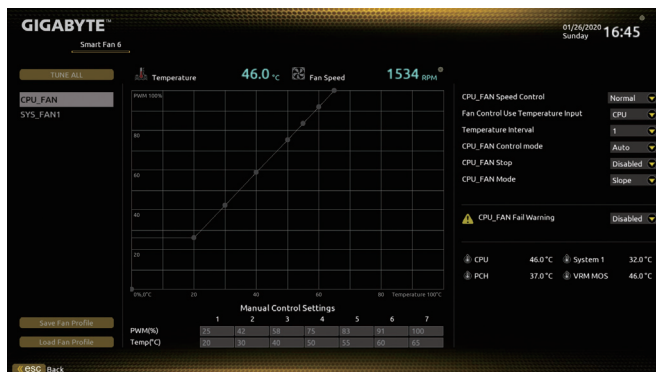 GIGABYTE™
01/26/2020 Sunday 16:45
Smart Fan 6
TUNE ALL
CPU_FAN
SYS_FAN1
Temperature 46.0 °C Fan Speed 1534 RPM
PWM 100%
80
60
40
20
0%,0°C 20 40 60 80 Temperature 100°C
Manual Control Settings
1 2 3 4 5 6 7
PWM(%) 25 42 58 75 83 91 100
Temp(°C) 20 30 40 50 55 60 65
CPU_FAN Speed Control Normal
Fan Control Use Temperature Input CPU
Temperature Interval 1
CPU_FAN Control mode Auto
CPU_FAN Stop Disabled
CPU_FAN Mode Slope
CPU_FAN Fail Warning Disabled
CPU 46.0°C System 1 32.0°C
PCH 37.0°C VRM MOS 46.0°C
Save Fan Profile
Load Fan Profile
esc Back